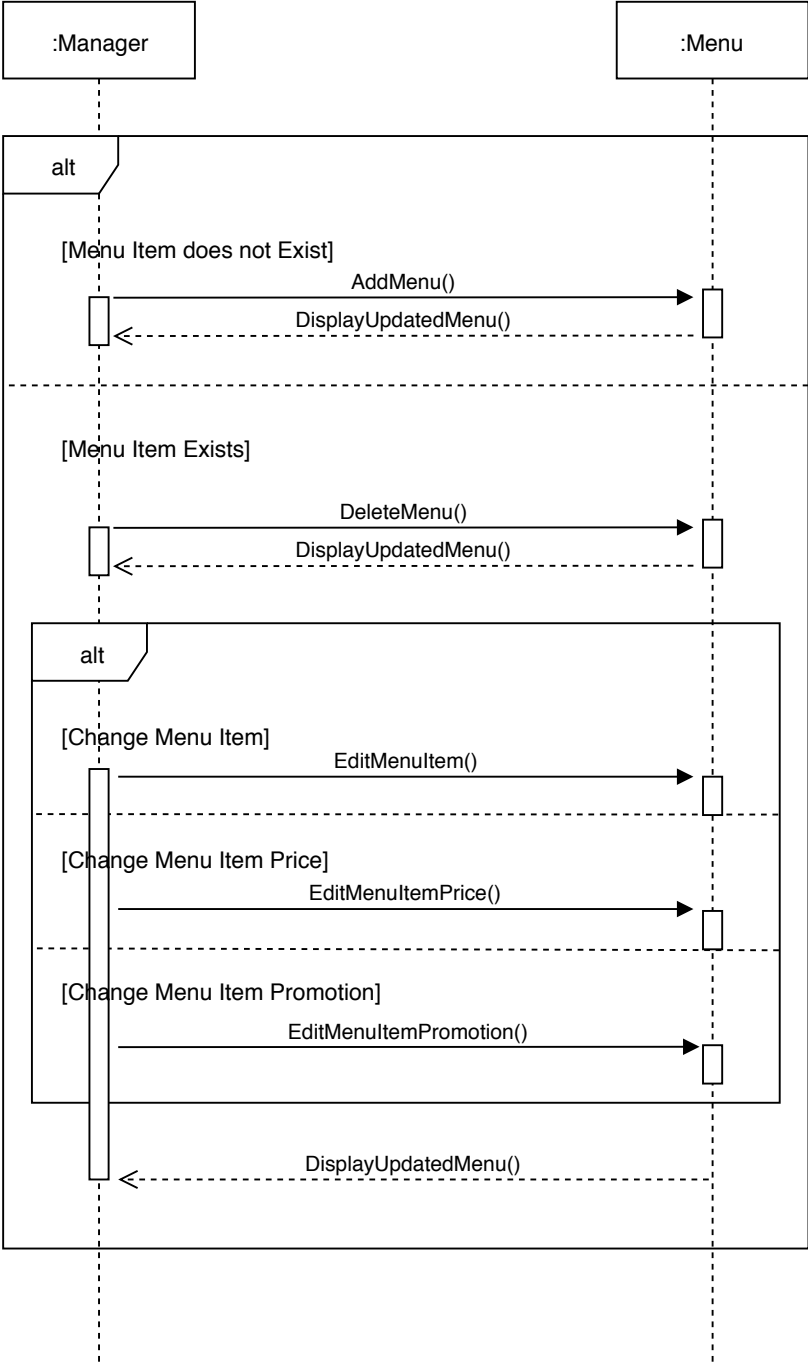 :Manager
:Menu
alt
[Menu Item does not Exist]
AddMenu()
DisplayUpdatedMenu()
[Menu Item Exists]
DeleteMenu()
DisplayUpdatedMenu()
alt
[Change Menu Item]
EditMenuItem()
[Change Menu Item Price]
EditMenuItemPrice()
[Change Menu Item Promotion]
EditMenuItemPromotion()
DisplayUpdatedMenu()